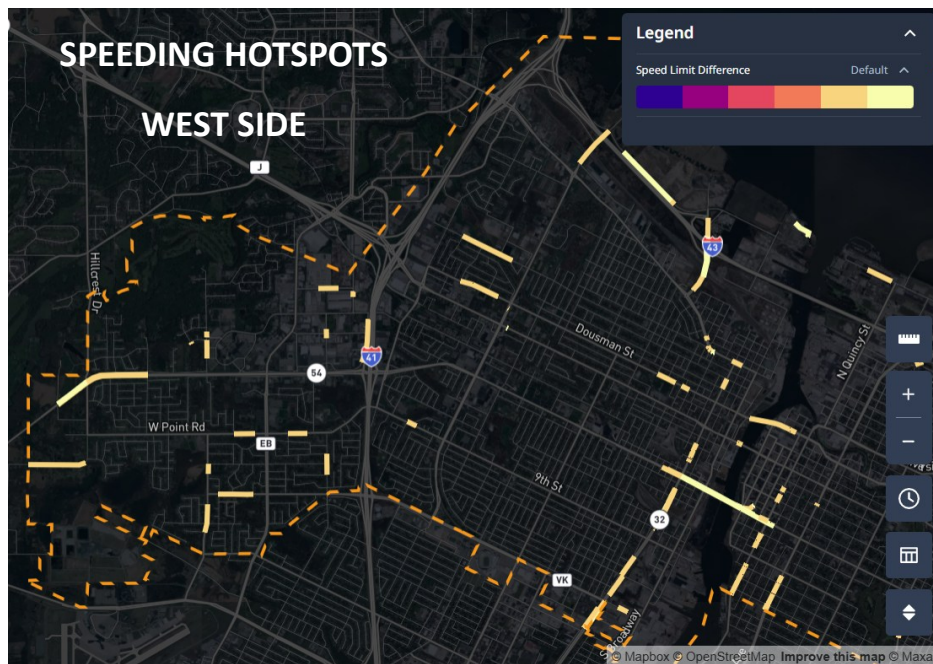 SPEEDING HOTSPOTS
WEST SIDE
Legend
Speed Limit Difference
Default
J
43
Hillcrest Dr
Dousman St
N Quincy St
41
54
W Point Rd
EB
9th St
32
VK
S Broadway
© Mapbox © OpenStreetMap Improve this map © Maxa